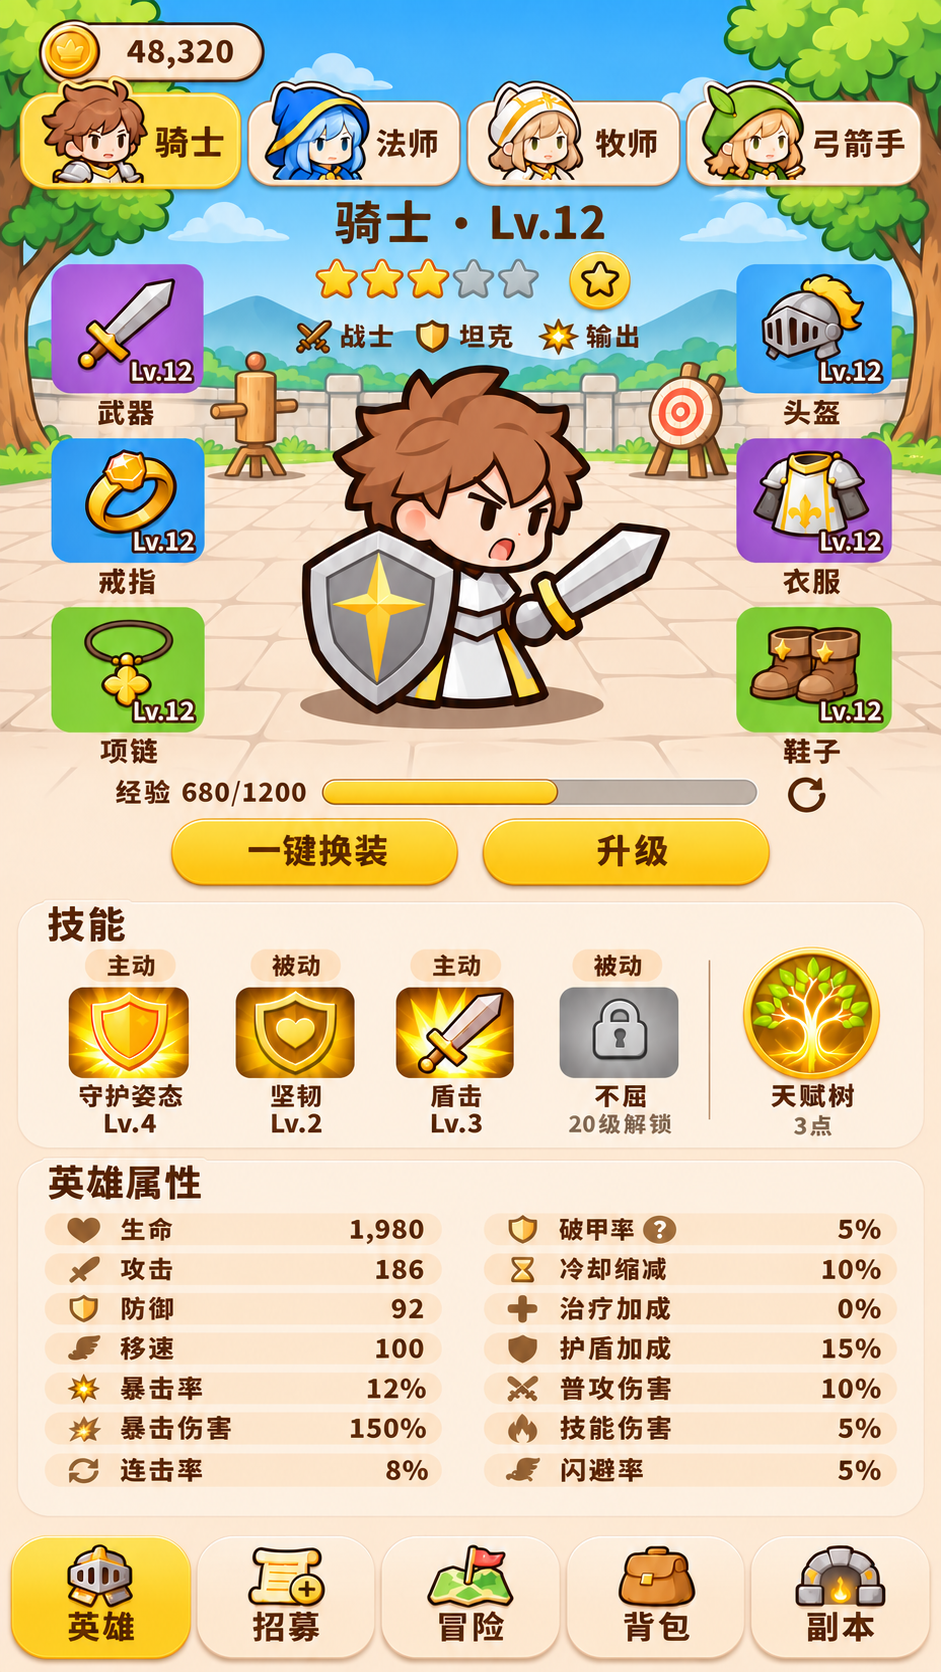 48,320
骑士
法师
牧师
弓箭手
骑士·Lv.12
战士
坦克
输出
Lv.12
武器
Lv.12
头盔
Lv.12
戒指
Lv.12
衣服
Lv.12
项链
Lv.12
鞋子
经验 680/1200
一键换装
升级
技能
主动
被动
主动
被动
守护姿态
Lv.4
坚韧
Lv.2
盾击
Lv.3
不屈
20级解锁
天赋树
3点
英雄属性
生命 1,980
攻击 186
防御 92
移速 100
暴击率 12%
暴击伤害 150%
连击率 8%
破甲率 ? 5%
冷却缩减 10%
治疗加成 0%
护盾加成 15%
普攻伤害 10%
技能伤害 5%
闪避率 5%
英雄
招募
冒险
背包
副本